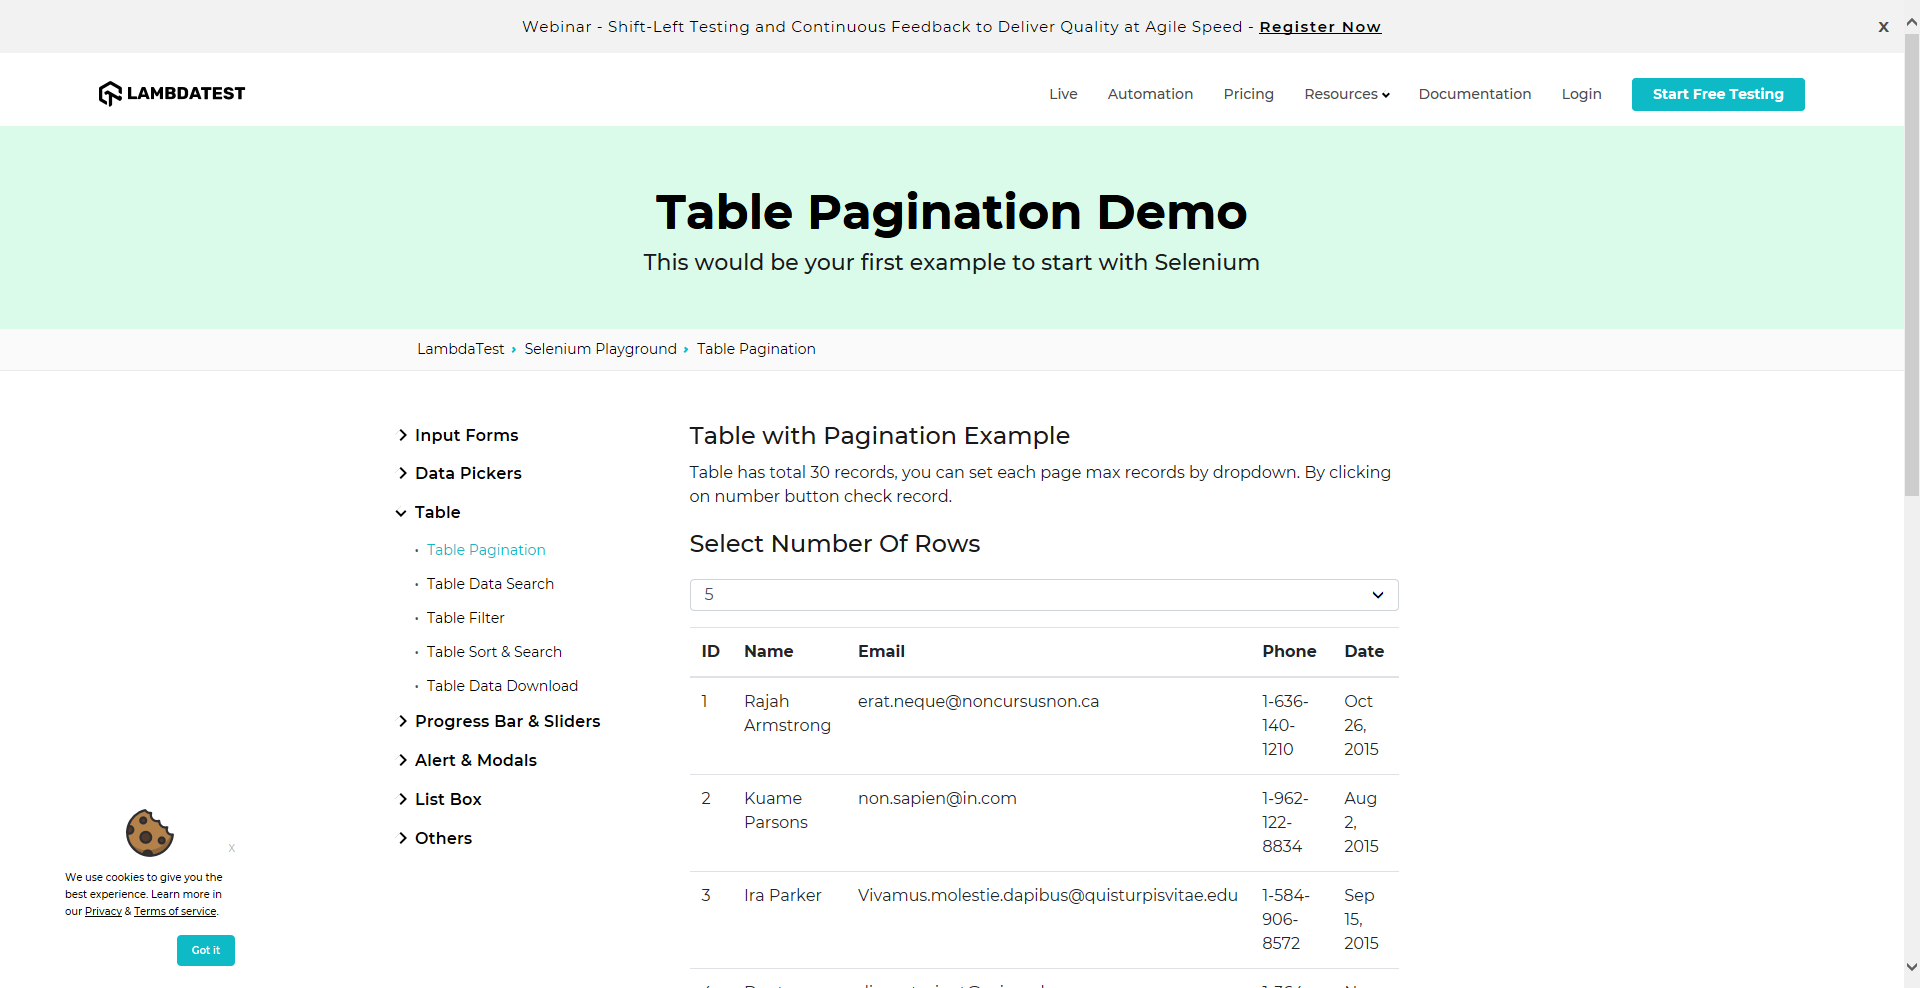 Webinar - Shift-Left Testing and Continuous Feedback to Deliver Quality at Agile Speed - Register Now
X
LAMBDATEST
Live
Automation
Pricing
Resources
Documentation
Login
Start Free Testing
Table Pagination Demo
This would be your first example to start with Selenium
LambdaTest › Selenium Playground › Table Pagination
Input Forms
Data Pickers
Table
Table Pagination
Table Data Search
Table Filter
Table Sort & Search
Table Data Download
Progress Bar & Sliders
Alert & Modals
List Box
Others
Table with Pagination Example
Table has total 30 records, you can set each page max records by dropdown. By clicking
on number button check record.
Select Number Of Rows
5
ID Name Email Phone Date
1 Rajah erat.neque@noncursusnon.ca 1-636- Oct
Armstrong 140- 26,
1210 2015
2 Kuame non.sapien@in.com 1-962- Aug
Parsons 122- 2,
8834 2015
3 Ira Parker Vivamus.molestie.dapibus@quisturpisvitae.edu 1-584- Sep
906- 15,
8572 2015
X
We use cookies to give you the
best experience. Learn more in
our Privacy & Terms of service.
Got it